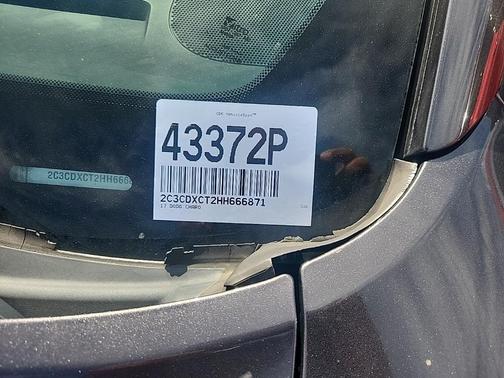 43372P
2C3CDXCT2HH666871
17 DODG CHARG
2C3CDXCT2HH666